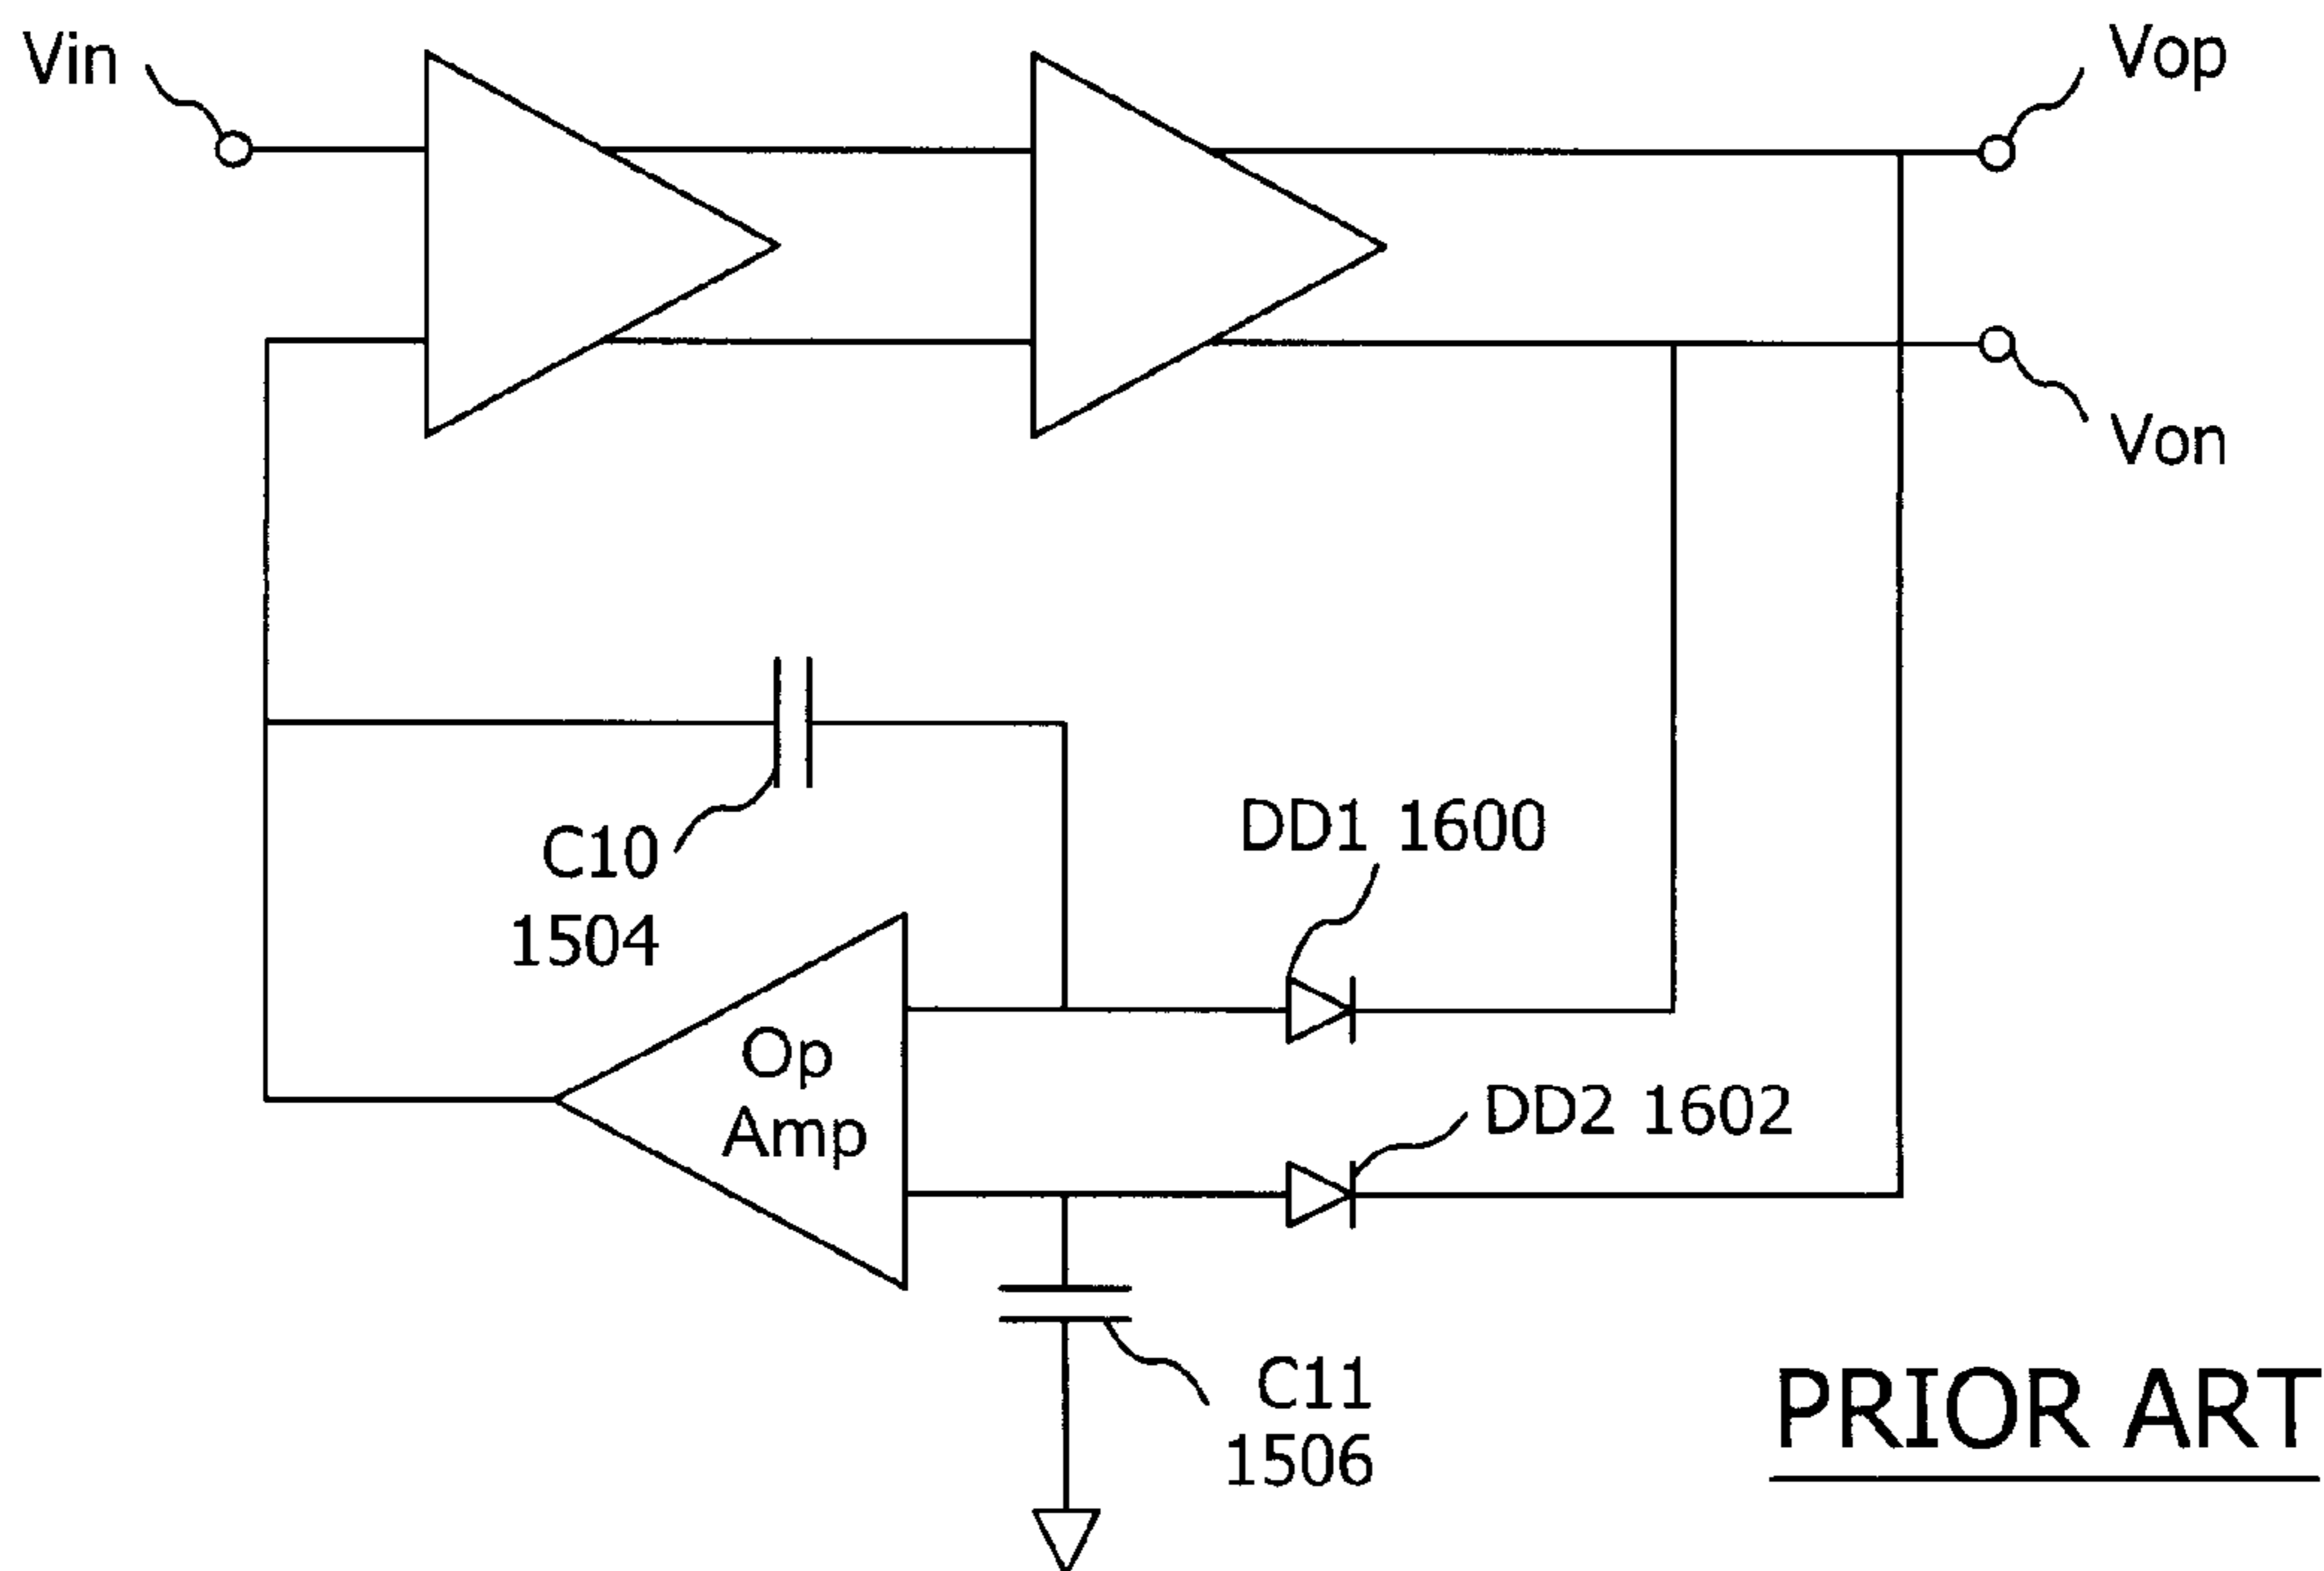 Vin
Vop
Von
C10
1504
DD1 1600
Op
Amp
DD2 1602
C11
1506
PRIOR ART